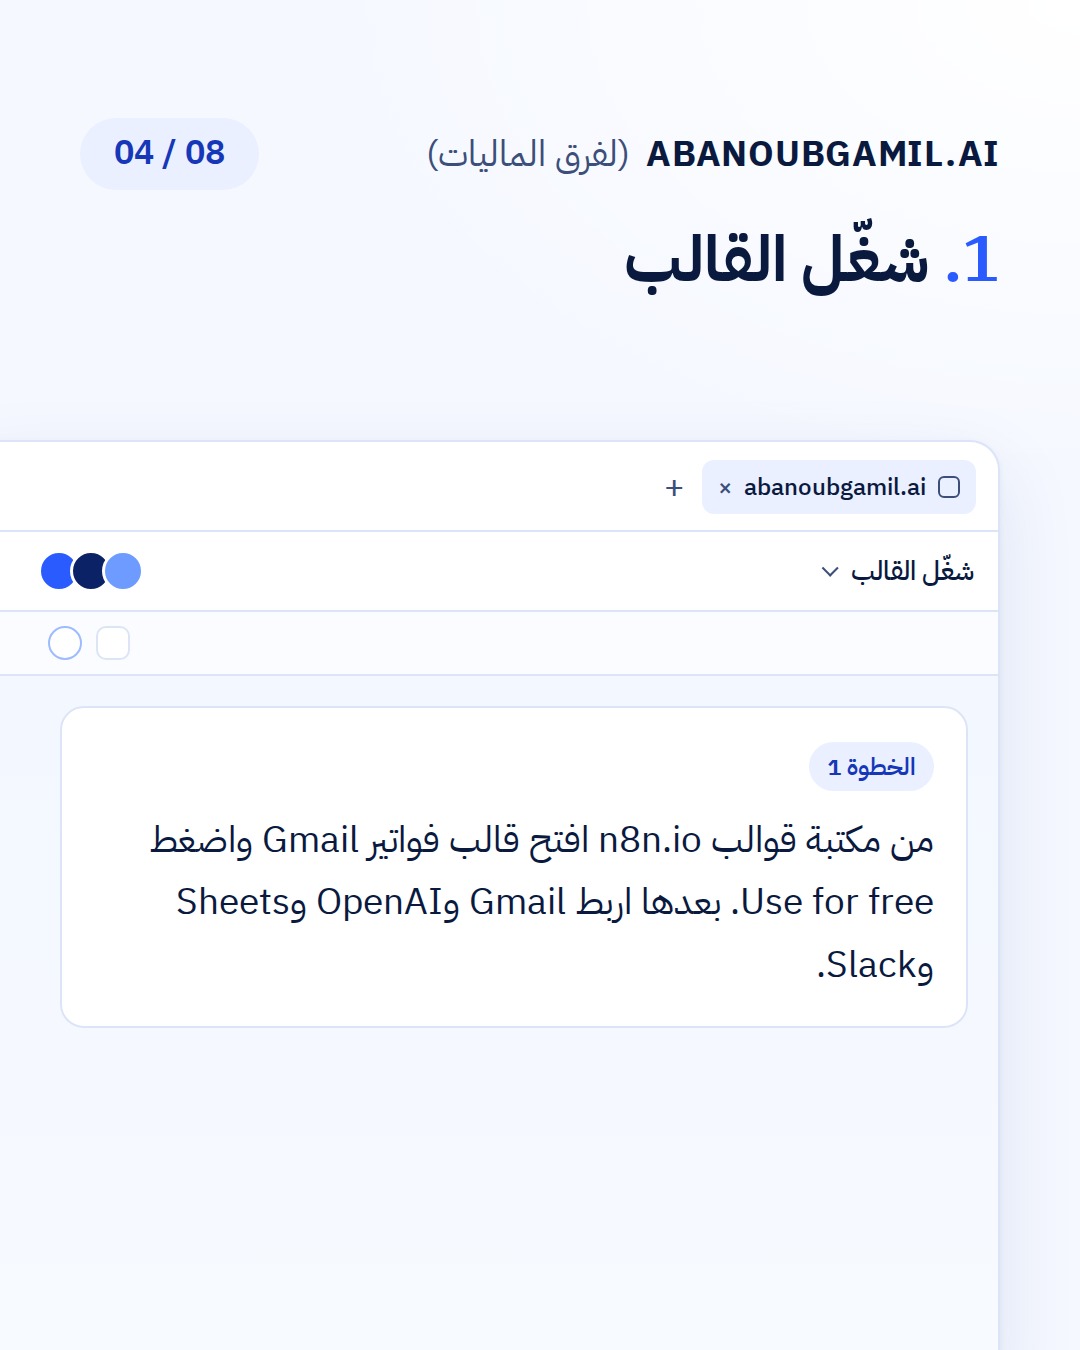 ABANOUBGAMIL.AI (لفرق الماليات)
04 / 08
1. شغّل القالب
abanoubgamil.ai × +
شغّل القالب
الخطوة 1
من مكتبة قوالب n8n.io افتح قالب فواتير Gmail واضغط
Use for free. بعدها اربط Gmail وOpenAI وSheets
وSlack.